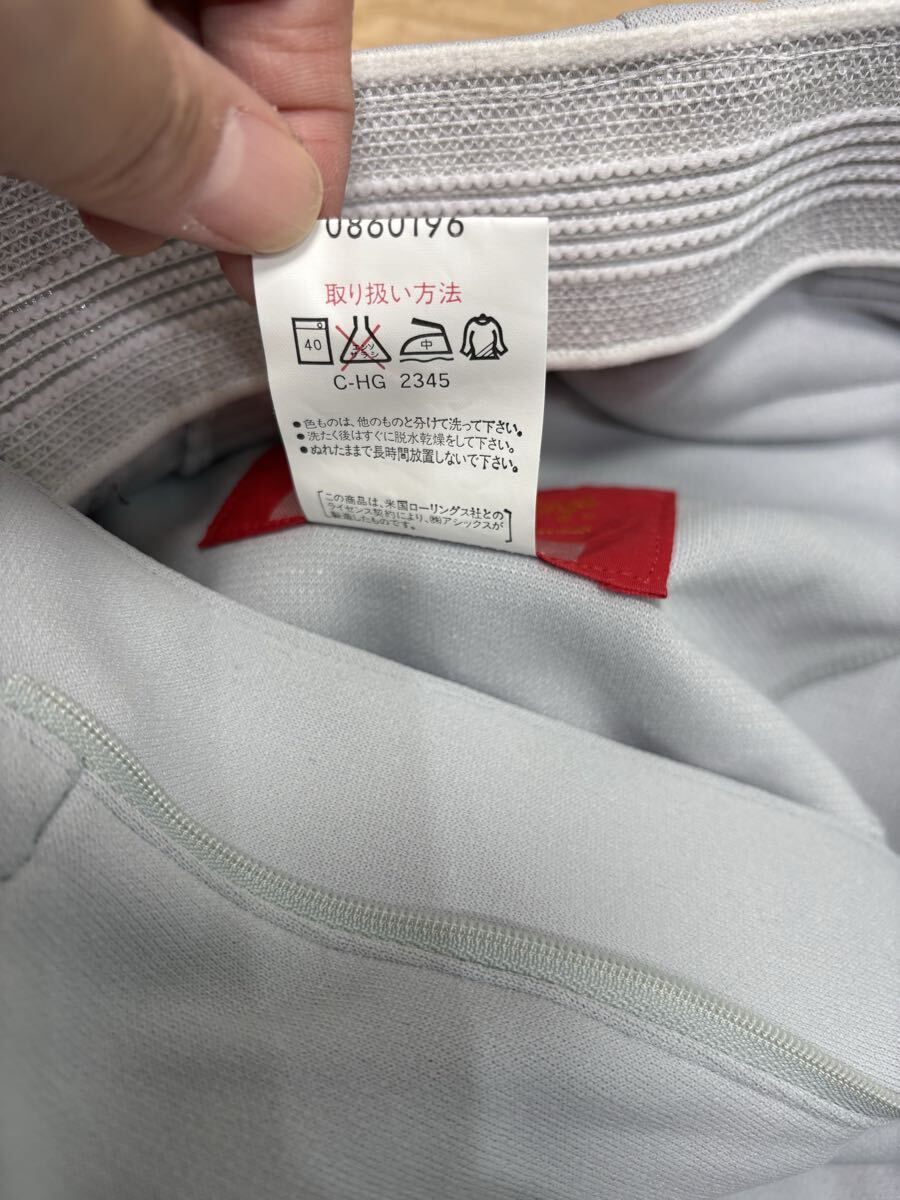 0860196
取り扱い方法
40 エンソ サラシ 中
C-HG 2345
●色ものは、他のものと分けて洗って下さい。
●洗たく後はすぐに脱水乾燥をして下さい。
●ぬれたままで長時間放置しないで下さい。
この商品は、米国ローリングス社との
ライセンス契約により、㈱アシックスが
製造したものです。